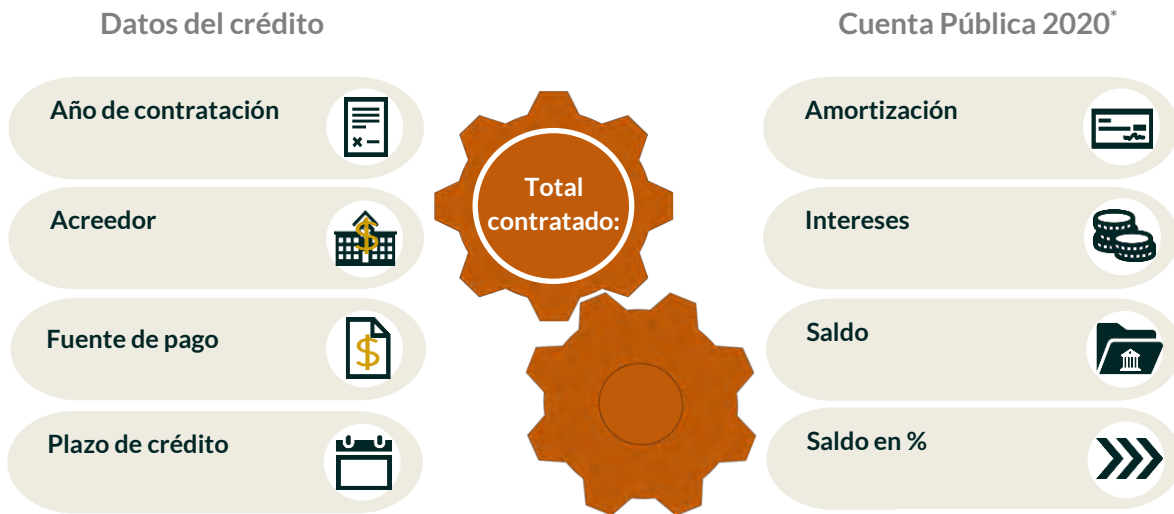 Datos del crédito
Año de contratación
Acreedor
Fuente de pago
Plazo de crédito
Total
contratado:
Cuenta Pública 2020*
Amortización
Intereses
Saldo
Saldo en %